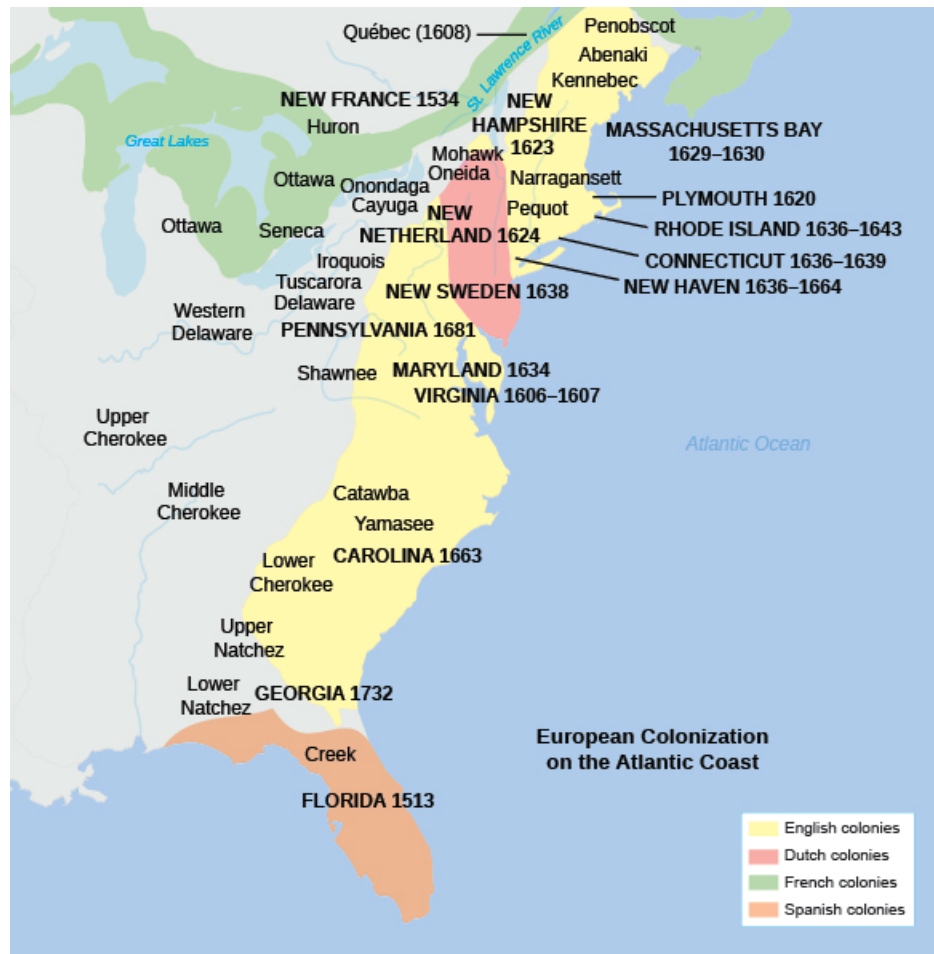 Québec (1608)
St. Lawrence River
Penobscot
Abenaki
Kennebec
NEW FRANCE 1534
Huron
NEW
HAMPSHIRE
1623
MASSACHUSETTS BAY
1629–1630
Great Lakes
Mohawk
Oneida
Ottawa
Onondaga
Cayuga
Narragansett
PLYMOUTH 1620
Ottawa
Seneca
NEW
NETHERLAND 1624
Pequot
RHODE ISLAND 1636–1643
Iroquois
CONNECTICUT 1636–1639
Tuscarora
Delaware
NEW SWEDEN 1638
NEW HAVEN 1636–1664
Western
Delaware
PENNSYLVANIA 1681
Shawnee
MARYLAND 1634
VIRGINIA 1606–1607
Upper
Cherokee
Atlantic Ocean
Middle
Cherokee
Catawba
Yamasee
CAROLINA 1663
Lower
Cherokee
Upper
Natchez
Lower
Natchez
GEORGIA 1732
European Colonization
on the Atlantic Coast
Creek
FLORIDA 1513
English colonies
Dutch colonies
French colonies
Spanish colonies